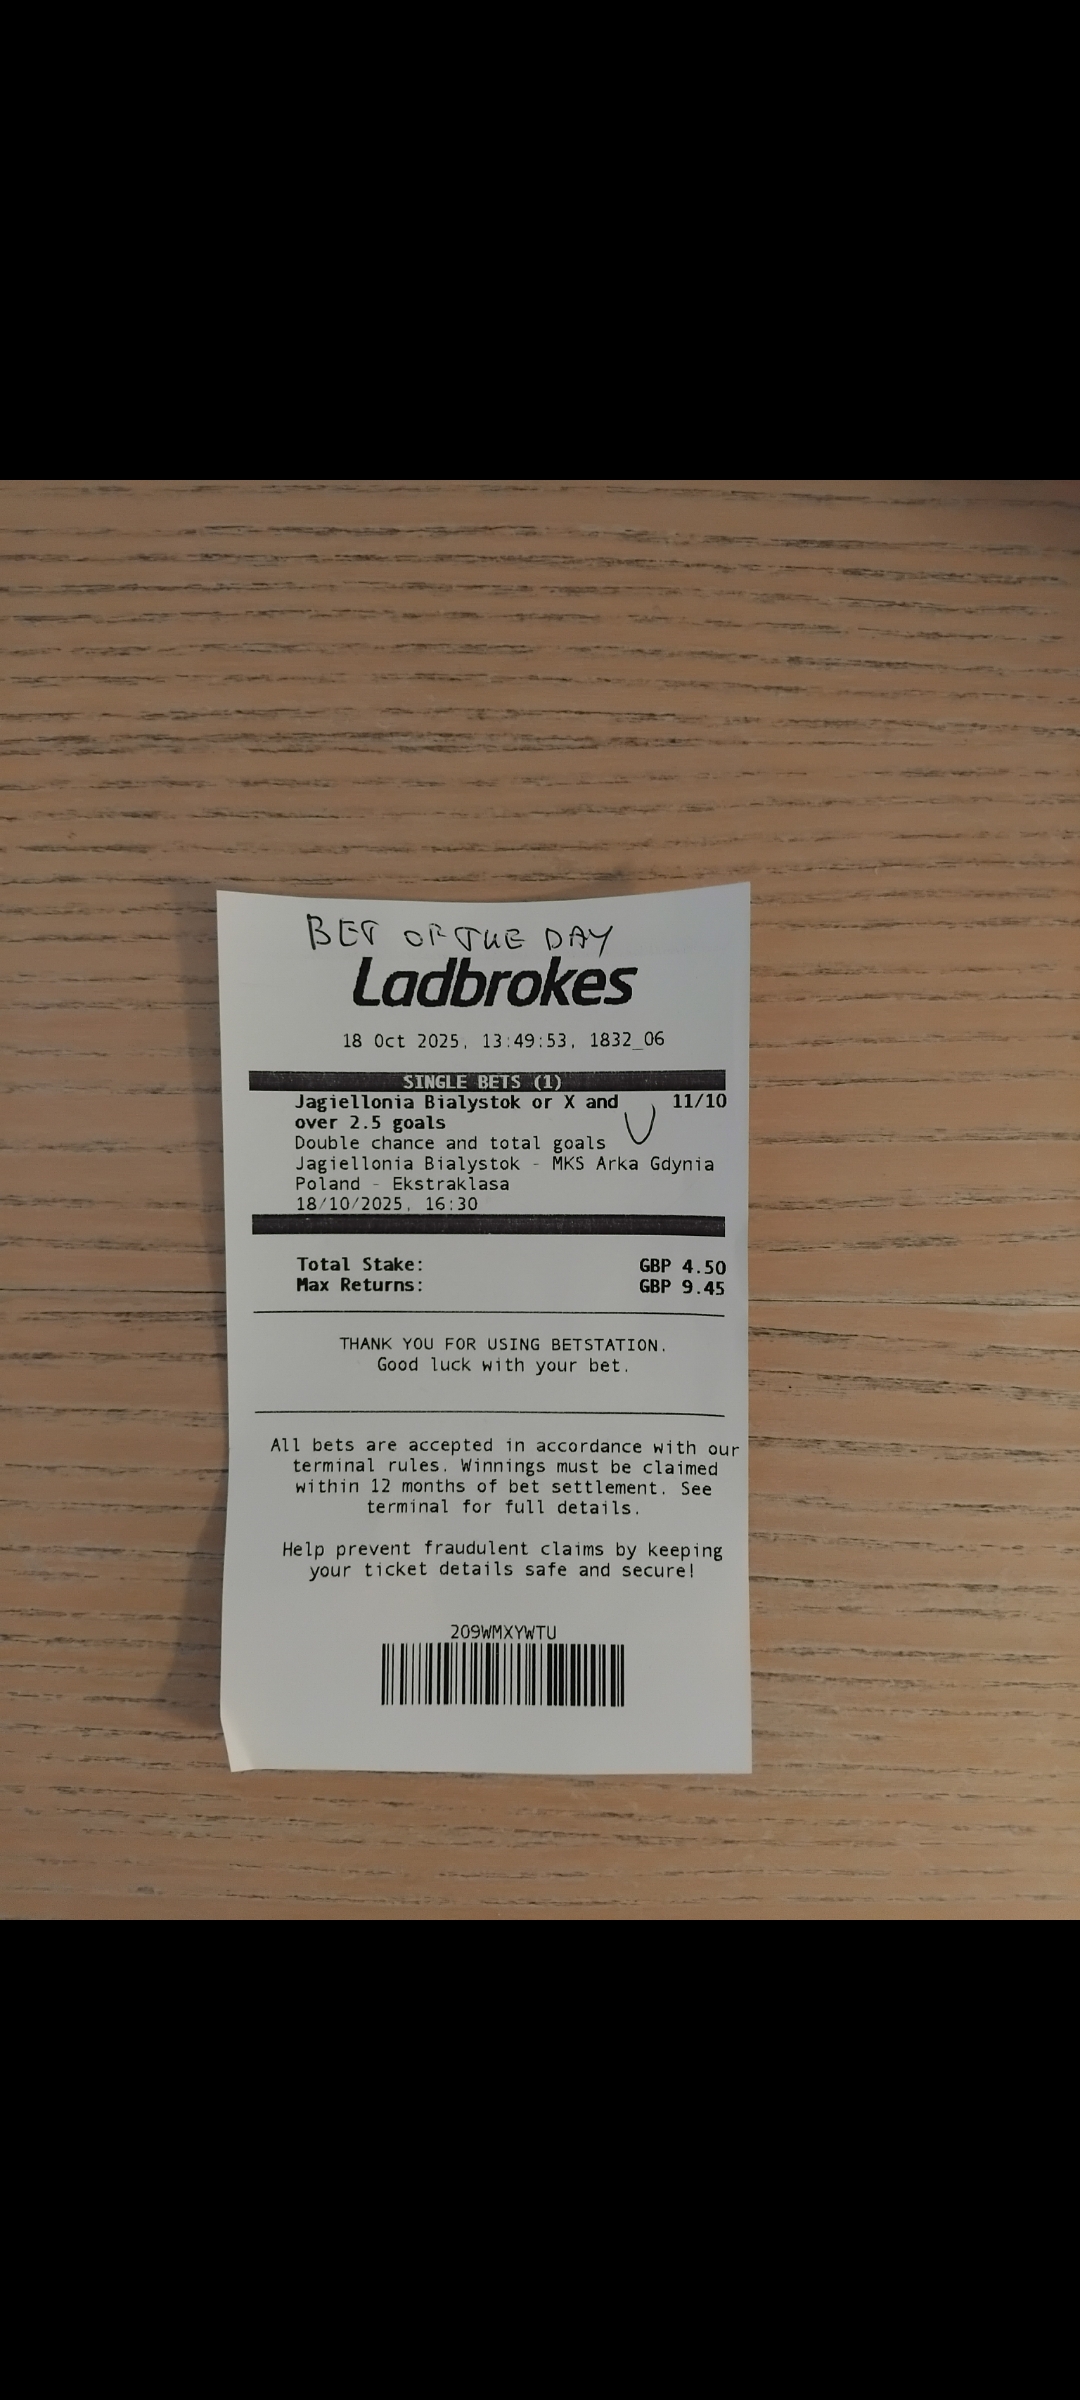 BET OF THE DAY
Ladbrokes
18 Oct 2025, 13:49:53, 1832_06
SINGLE BETS (1)
Jagiellonia Bialystok or X and 11/10
over 2.5 goals
Double chance and total goals
Jagiellonia Bialystok - MKS Arka Gdynia
Poland - Ekstraklasa
18/10/2025, 16:30
Total Stake: GBP 4.50
Max Returns: GBP 9.45
THANK YOU FOR USING BETSTATION.
Good luck with your bet.
All bets are accepted in accordance with our
terminal rules. Winnings must be claimed
within 12 months of bet settlement. See
terminal for full details.
Help prevent fraudulent claims by keeping
your ticket details safe and secure!
209WMXYWTU